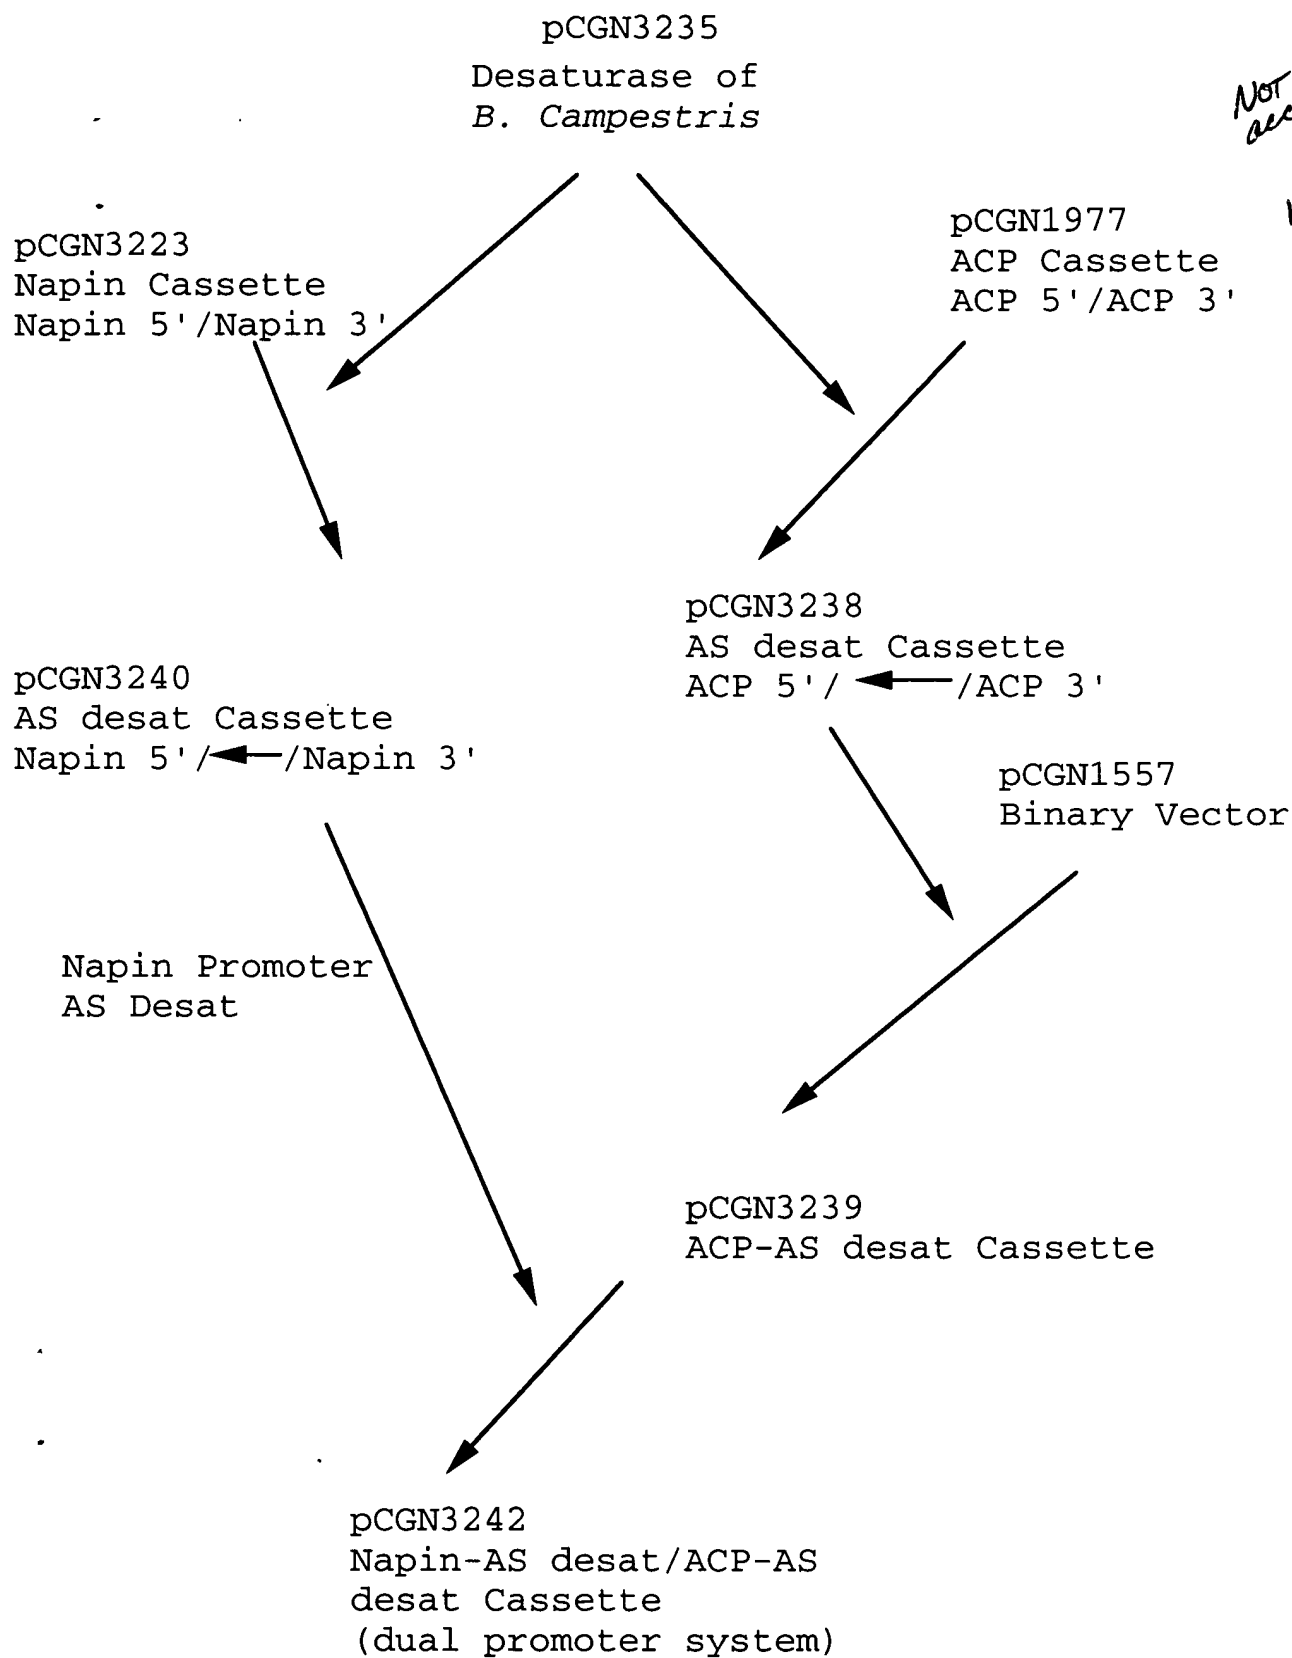 pCGN3235
Desaturase of
B. Campestris
Not
pCGN3223
Napin Cassette
Napin 5'/Napin 3'
pCGN1977
ACP Cassette
ACP 5'/ACP 3'
pCGN3238
AS desat Cassette
ACP 5'/ /ACP 3'
pCGN3240
AS desat Cassette
Napin 5'/ /Napin 3'
pCGN1557
Binary Vector
Napin Promoter
AS Desat
pCGN3239
ACP-AS desat Cassette
pCGN3242
Napin-AS desat/ACP-AS
desat Cassette
(dual promoter system)